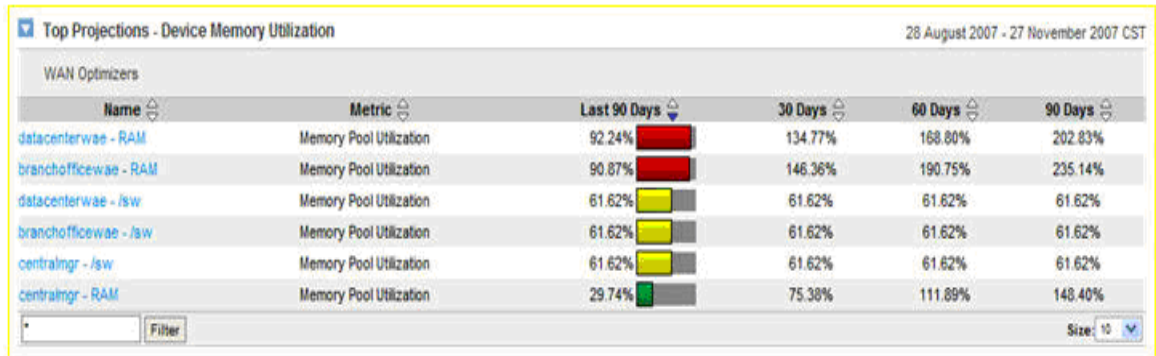 Top Projections - Device Memory Utilization 28 August 2007 - 27 November 2007 CST
WAN Optimizers
Name Metric Last 90 Days 30 Days 60 Days 90 Days
datacenterwae - RAM Memory Pool Utilization 92.24% 134.77% 168.80% 202.83%
branchofficewae - RAM Memory Pool Utilization 90.87% 146.36% 190.75% 235.14%
datacenterwae - /sw Memory Pool Utilization 61.62% 61.62% 61.62% 61.62%
branchofficewae - /sw Memory Pool Utilization 61.62% 61.62% 61.62% 61.62%
centralmgr - /sw Memory Pool Utilization 61.62% 61.62% 61.62% 61.62%
centralmgr - RAM Memory Pool Utilization 29.74% 75.38% 111.89% 148.40%
* Filter Size: 10